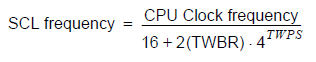 SCL frequency = CPU Clock frequency
16 + 2(TWBR) · 4^TWPS